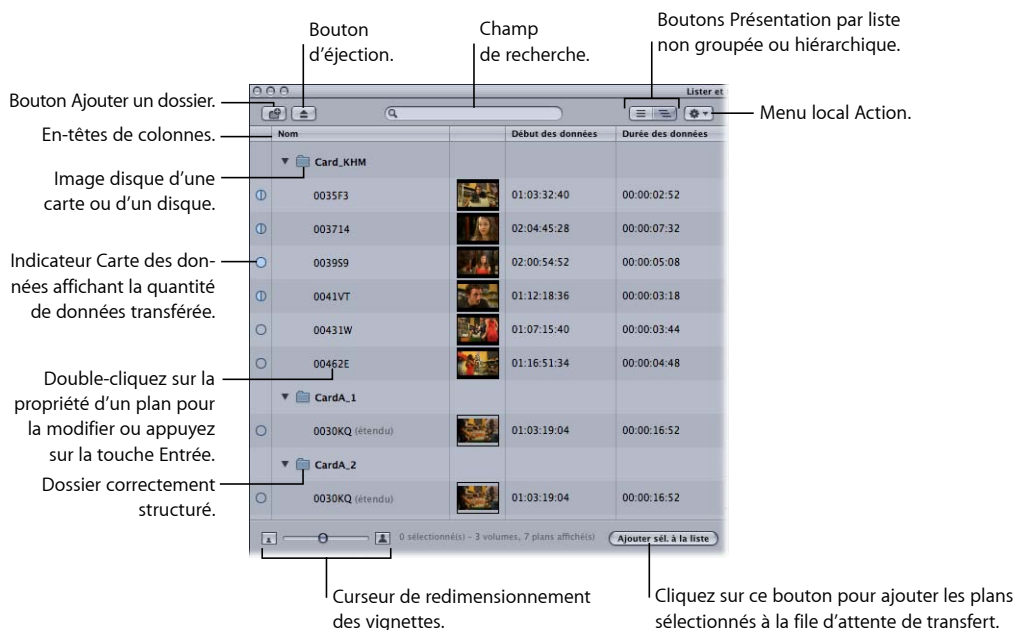 Bouton
d'éjection.
Champ
de recherche.
Boutons Présentation par liste
non groupée ou hiérarchique.
Bouton Ajouter un dossier.
Lister et
Menu local Action.
En-têtes de colonnes.
Nom
Début des données
Durée des données
Card_KHM
Image disque d'une
carte ou d'un disque.
0035F3
01:03:32:40
00:00:02:52
003714
02:04:45:28
00:00:07:32
Indicateur Carte des don-
nées affichant la quantité
de données transférée.
0039S9
02:00:54:52
00:00:05:08
0041VT
01:12:18:36
00:00:03:18
00431W
01:07:15:40
00:00:03:44
00462E
01:16:51:34
00:00:04:48
Double-cliquez sur la
propriété d'un plan pour
la modifier ou appuyez
sur la touche Entrée.
CardA_1
0030KQ (étendu)
01:03:19:04
00:00:16:52
CardA_2
Dossier correctement
structuré.
0030KQ (étendu)
01:03:19:04
00:00:16:52
0 sélectionné(s) - 3 volumes, 7 plans affiché(s)
Ajouter sél. à la liste
Curseur de redimensionnement
des vignettes.
Cliquez sur ce bouton pour ajouter les plans
sélectionnés à la file d'attente de transfert.